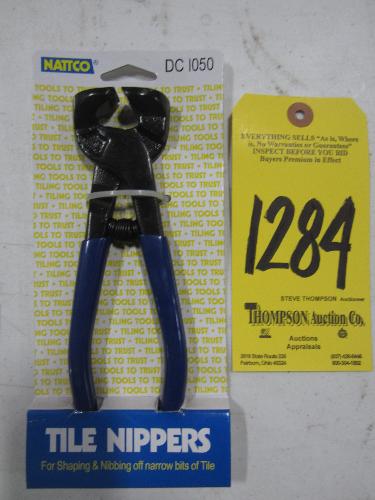 NATTCO®
DC 1050
TILING TOOLS TO TRUST • TILING TOOLS TO TRUST
TILE NIPPERS
For Shaping & Nibbing off narrow bits of Tile
EVERYTHING SELLS "As is, Where
is, No Warranties or Guarantees"
INSPECT BEFORE YOU BID
Buyers Premium in Effect
1284
STEVE THOMPSON Auctioneer
THOMPSON Auction Co.
Auctions
Appraisals